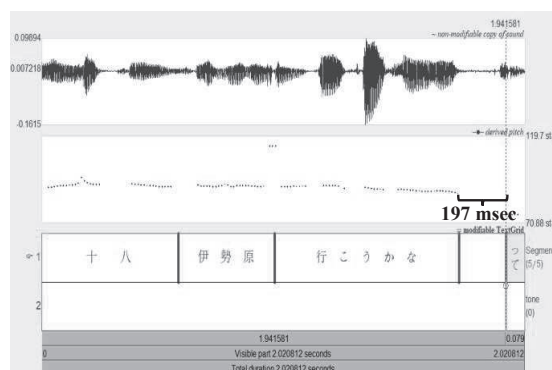 1.941581
0.09894
non-modifiable copy of sound
0.007218
-0.1615
derived pitch
119.7 st
197 msec
70.88 st
modifiable TextGrid
1
十八
伊勢原
行こうかな
って
Segment
(5/5)
2
tone
(0)
1.941581
0.079
0
Visible part 2.020812 seconds
2.020812
Total duration 2.020812 seconds